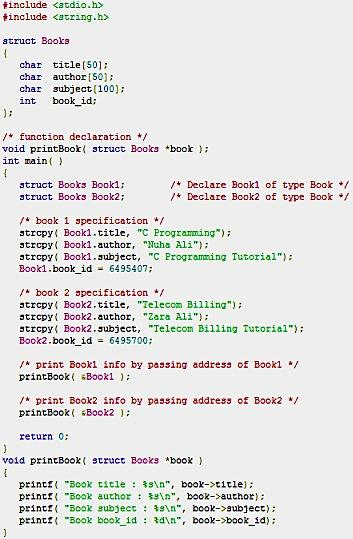 #include <stdio.h>
#include <string.h>

struct Books
{
   char  title[50];
   char  author[50];
   char  subject[100];
   int   book_id;
};

/* function declaration */
void printBook( struct Books *book );
int main( )
{
   struct Books Book1;        /* Declare Book1 of type Book */
   struct Books Book2;        /* Declare Book2 of type Book */

   /* book 1 specification */
   strcpy( Book1.title, "C Programming");
   strcpy( Book1.author, "Nuha Ali");
   strcpy( Book1.subject, "C Programming Tutorial");
   Book1.book_id = 6495407;

   /* book 2 specification */
   strcpy( Book2.title, "Telecom Billing");
   strcpy( Book2.author, "Zara Ali");
   strcpy( Book2.subject, "Telecom Billing Tutorial");
   Book2.book_id = 6495700;

   /* print Book1 info by passing address of Book1 */
   printBook( &Book1 );

   /* print Book2 info by passing address of Book2 */
   printBook( &Book2 );

   return 0;
}
void printBook( struct Books *book )
{
   printf( "Book title : %s\n", book->title);
   printf( "Book author : %s\n", book->author);
   printf( "Book subject : %s\n", book->subject);
   printf( "Book book_id : %d\n", book->book_id);
}